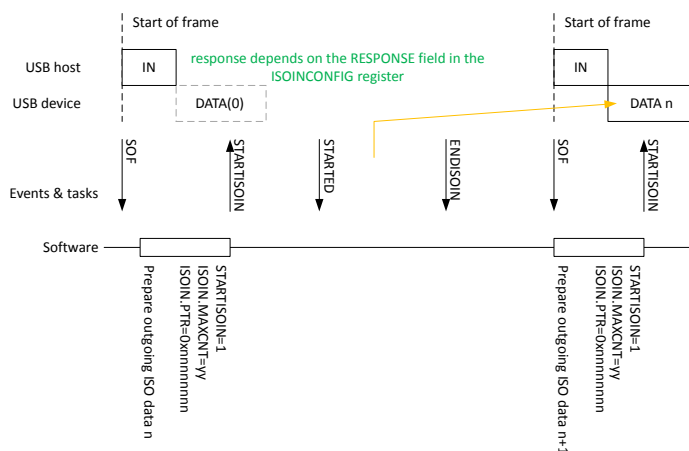 Start of frame
Start of frame
USB host
IN
response depends on the RESPONSE field in the
ISOINCONFIG register
IN
USB device
DATA(0)
DATA n
SOF
STARTISOIN
STARTED
ENDISOIN
SOF
STARTISOIN
Events & tasks
Software
STARTISOIN=1
ISOIN.MAXCNT=yy
ISOIN.PTR=0xnnnnnnnn
Prepare outgoing ISO data n
STARTISOIN=1
ISOIN.MAXCNT=yy
ISOIN.PTR=0xnnnnnnnn
Prepare outgoing ISO data n+1